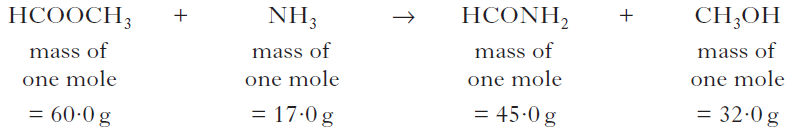 HCOOCH₃ + NH₃ → HCONH₂ + CH₃OH
mass of mass of mass of mass of
one mole one mole one mole one mole
= 60·0 g = 17·0 g = 45·0 g = 32·0 g